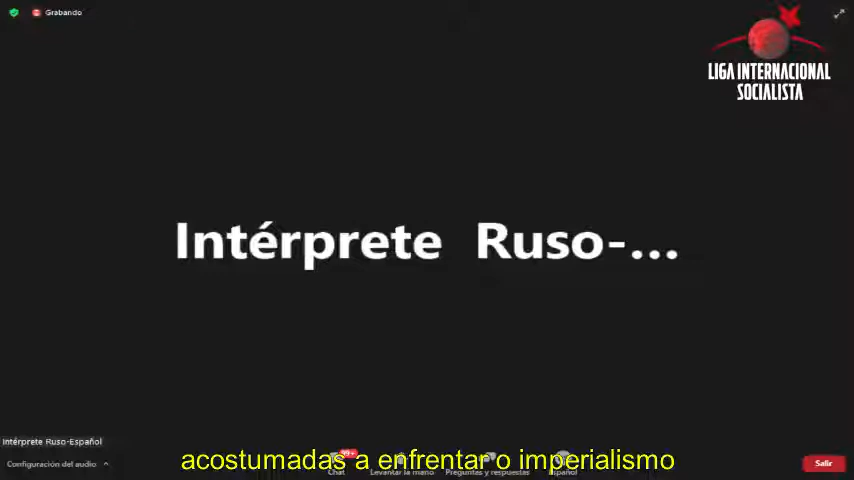 Grabando
LIGA INTERNACIONAL
SOCIALISTA
Intérprete Ruso-...
Intérprete Ruso-Español
Configuración del audio
acostumadas a enfrentar o imperialismo
99+
Chat
Levantar la mano
Preguntas y respuestas
Español
Salir